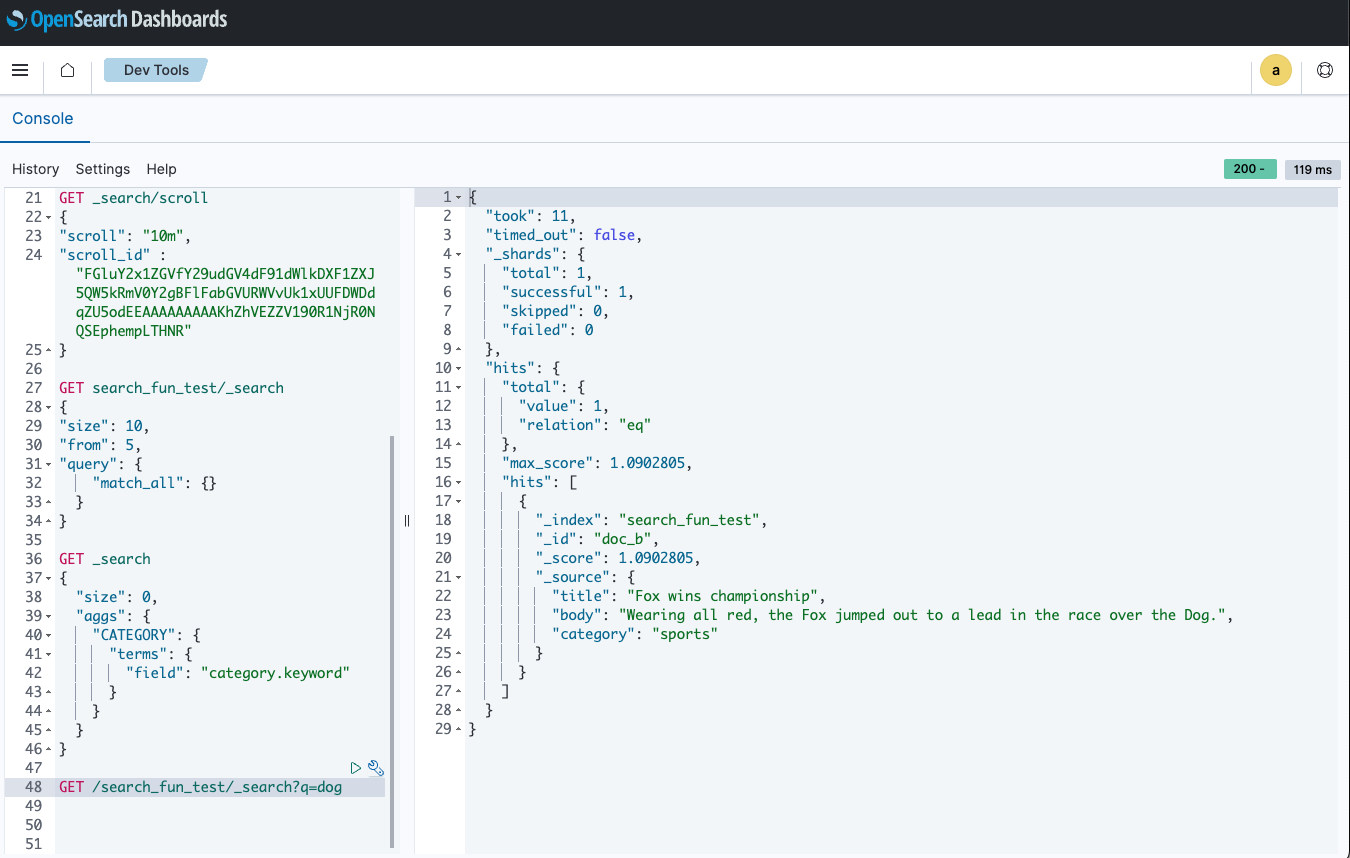 OpenSearch Dashboards
Dev Tools
a
Console
History Settings Help
200 - 119 ms
21 GET _search/scroll
22 {
23 "scroll": "10m",
24 "scroll_id" :
"FGluY2x1ZGVfY29udGV4dF91dWlkDXF1ZXJ
5QW5kRmV0Y2gBFlFabGVURWVvUk1xUUFDWDd
qZU5odEEAAAAAAAAAKhZhVEZZV190R1NjR0N
QSEphempLTHNR"
25 }
26
27 GET search_fun_test/_search
28 {
29 "size": 10,
30 "from": 5,
31 "query": {
32 "match_all": {}
33 }
34 }
35
36 GET _search
37 {
38 "size": 0,
39 "aggs": {
40 "CATEGORY": {
41 "terms": {
42 "field": "category.keyword"
43 }
44 }
45 }
46 }
47
48 GET /search_fun_test/_search?q=dog
49
50
51
1 {
2 "took": 11,
3 "timed_out": false,
4 "_shards": {
5 "total": 1,
6 "successful": 1,
7 "skipped": 0,
8 "failed": 0
9 },
10 "hits": {
11 "total": {
12 "value": 1,
13 "relation": "eq"
14 },
15 "max_score": 1.0902805,
16 "hits": [
17 {
18 "_index": "search_fun_test",
19 "_id": "doc_b",
20 "_score": 1.0902805,
21 "_source": {
22 "title": "Fox wins championship",
23 "body": "Wearing all red, the Fox jumped out to a lead in the race over the Dog.",
24 "category": "sports"
25 }
26 }
27 ]
28 }
29 }